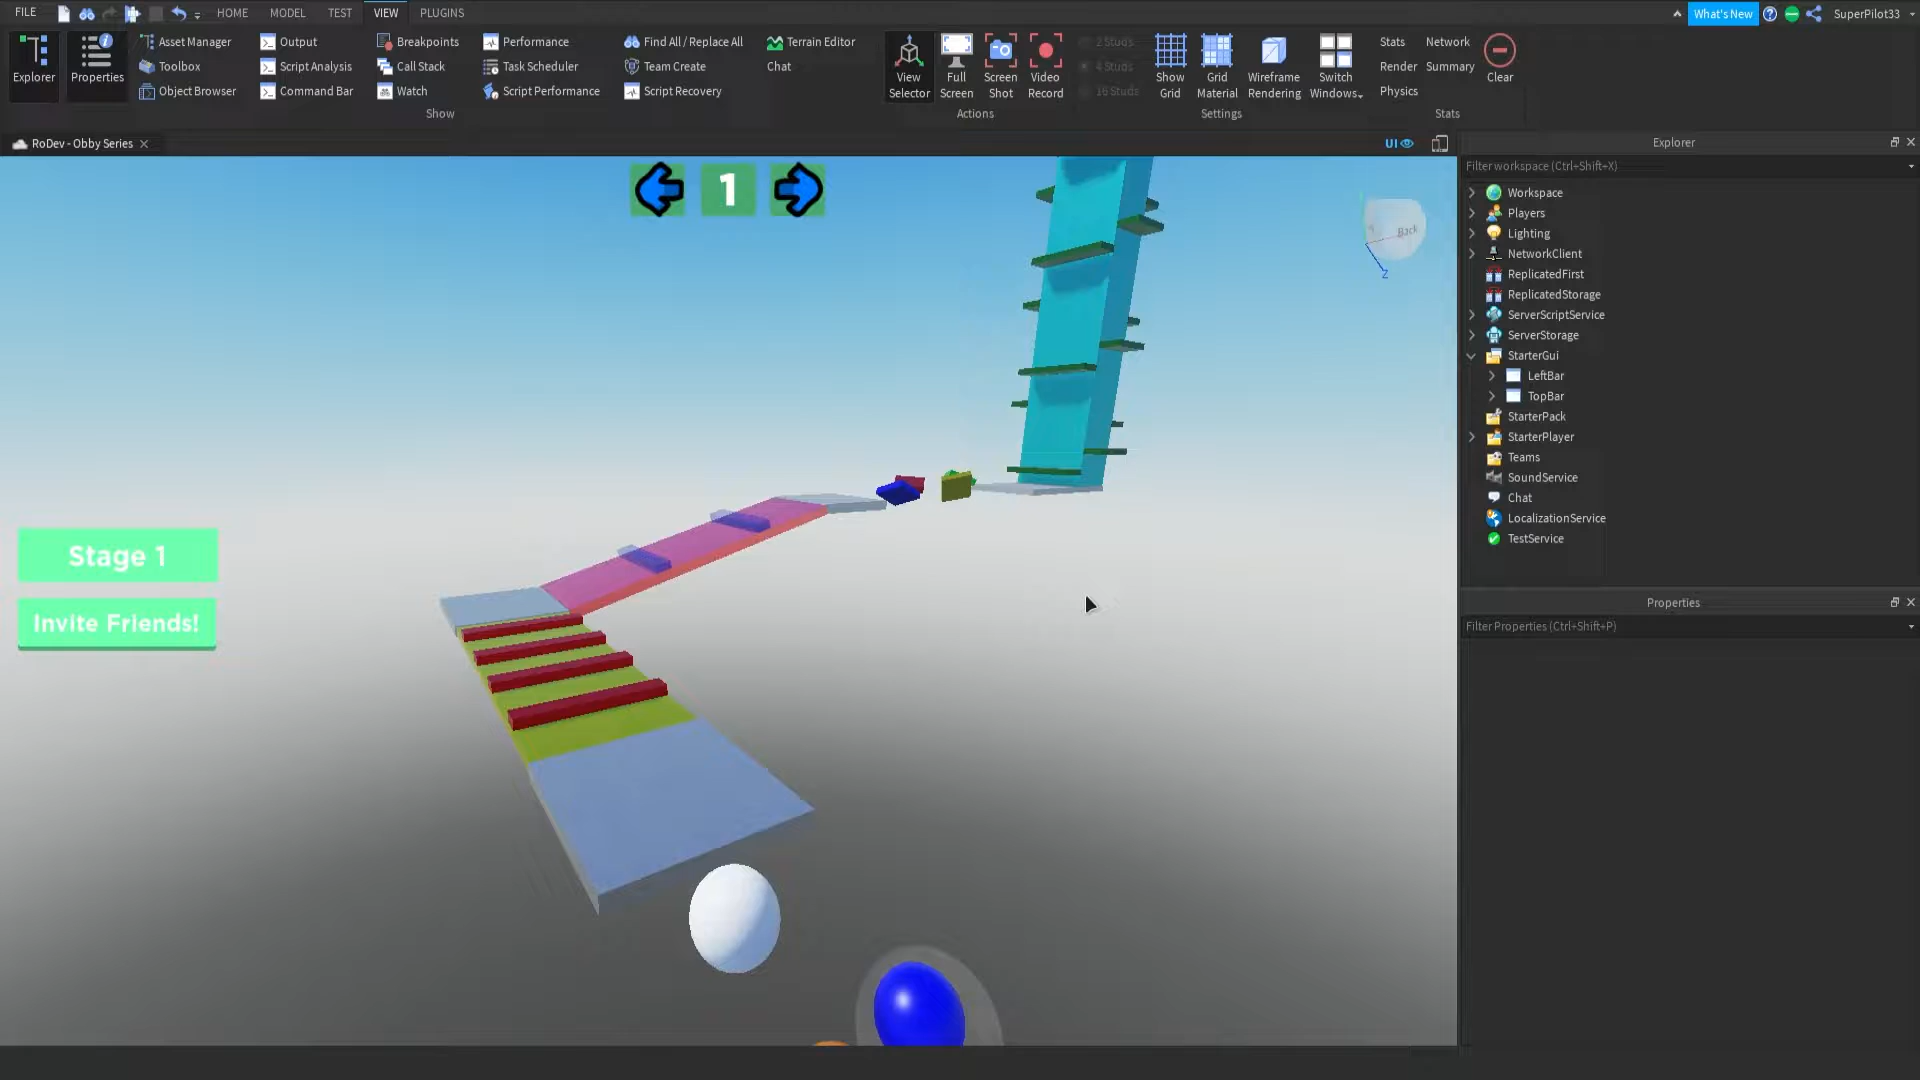 FILE HOME MODEL TEST VIEW PLUGINS What's New SuperPilot33
Explorer
Properties
Asset Manager
Toolbox
Object Browser
Output
Script Analysis
Command Bar
Breakpoints
Call Stack
Watch
Performance
Task Scheduler
Script Performance
Find All / Replace All
Team Create
Script Recovery
Terrain Editor
Chat
Show
View
Selector
Full
Screen
Screen
Shot
Video
Record
Actions
2 Studs
4 Studs
16 Studs
Show
Grid
Grid
Material
Wireframe
Rendering
Switch
Windows
Settings
Stats
Render
Physics
Network
Summary
Clear
Stats
RoDev - Obby Series
UI
1
Back
Z
Stage 1
Invite Friends!
Explorer
Filter workspace (Ctrl+Shift+X)
Workspace
Players
Lighting
NetworkClient
ReplicatedFirst
ReplicatedStorage
ServerScriptService
ServerStorage
StarterGui
LeftBar
TopBar
StarterPack
StarterPlayer
Teams
SoundService
Chat
LocalizationService
TestService
Properties
Filter Properties (Ctrl+Shift+P)